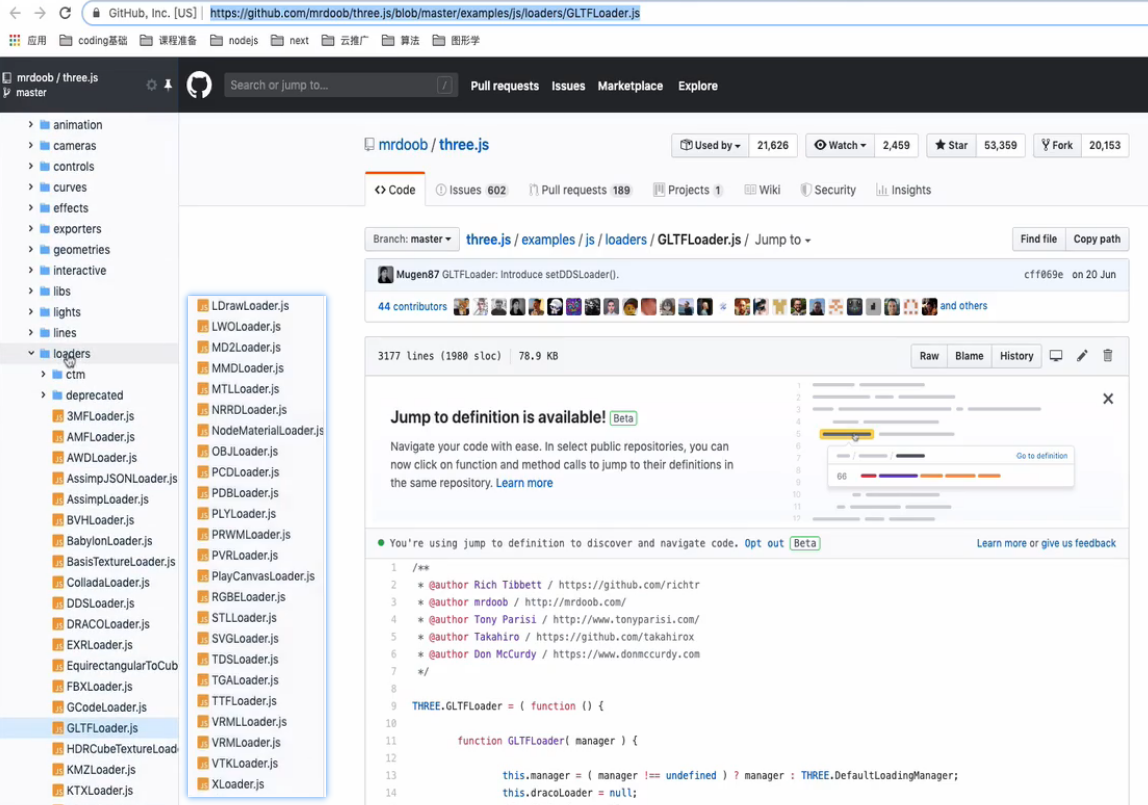 GitHub, Inc. [US] https://github.com/mrdoob/three.js/blob/master/examples/js/loaders/GLTFLoader.js
应用 coding基础 课程准备 nodejs next 云推广 算法 图形学
mrdoob / three.js
master
Search or jump to... /
Pull requests Issues Marketplace Explore
animation
cameras
controls
curves
effects
exporters
geometries
interactive
libs
lights
lines
loaders
ctm
deprecated
3MFLoader.js
AMFLoader.js
AWDLoader.js
AssimpJSONLoader.js
AssimpLoader.js
BVHLoader.js
BabylonLoader.js
BasisTextureLoader.js
ColladaLoader.js
DDSLoader.js
DRACOLoader.js
EXRLoader.js
EquirectangularToCub
FBXLoader.js
GCodeLoader.js
GLTFLoader.js
HDRCubeTextureLoade
KMZLoader.js
KTXLoader.js
LDrawLoader.js
LWOLoader.js
MD2Loader.js
MMDLoader.js
MTLLoader.js
NRRDLoader.js
NodeMaterialLoader.js
OBJLoader.js
PCDLoader.js
PDBLoader.js
PLYLoader.js
PRWMLoader.js
PVRLoader.js
PlayCanvasLoader.js
RGBELoader.js
STLLoader.js
SVGLoader.js
TDSLoader.js
TGALoader.js
TTFLoader.js
VRMLLoader.js
VRMLoader.js
VTKLoader.js
XLoader.js
mrdoob / three.js
Used by 21,626 Watch 2,459 Star 53,359 Fork 20,153
Code Issues 602 Pull requests 189 Projects 1 Wiki Security Insights
Branch: master three.js / examples / js / loaders / GLTFLoader.js / Jump to Find file Copy path
Mugen87 GLTFLoader: Introduce setDDSLoader(). cff069e on 20 Jun
44 contributors and others
3177 lines (1980 sloc) 78.9 KB Raw Blame History
Jump to definition is available! Beta
Navigate your code with ease. In select public repositories, you can
now click on function and method calls to jump to their definitions in
the same repository. Learn more
1
2
3
4
5
6
7
8
9
10
11
17
Go to definition
66
You're using jump to definition to discover and navigate code. Opt out Beta Learn more or give us feedback
1 /**
2 * @author Rich Tibbett / https://github.com/richtr
3 * @author mrdoob / http://mrdoob.com/
4 * @author Tony Parisi / http://www.tonyparisi.com/
5 * @author Takahiro / https://github.com/takahirox
6 * @author Don McCurdy / https://www.donmccurdy.com
7 */
8
9 THREE.GLTFLoader = ( function () {
10
11 function GLTFLoader( manager ) {
12
13 this.manager = ( manager !== undefined ) ? manager : THREE.DefaultLoadingManager;
14 this.dracoLoader = null;